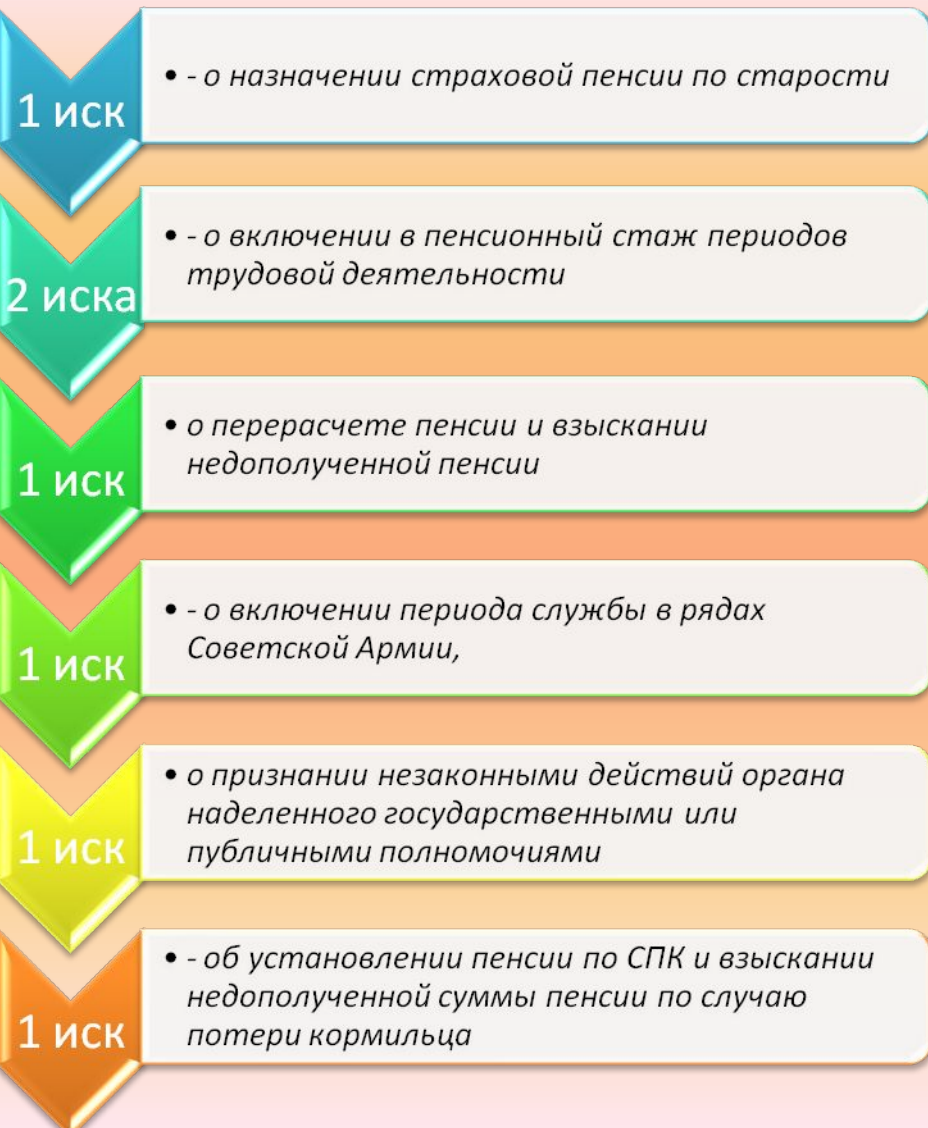 1 иск
• - о назначении страховой пенсии по старости
2 иска
• - о включении в пенсионный стаж периодов
трудовой деятельности
1 иск
• о перерасчете пенсии и взыскании
недополученной пенсии
1 иск
• - о включении периода службы в рядах
Советской Армии,
1 иск
• о признании незаконными действий органа
наделенного государственными или
публичными полномочиями
1 иск
• - об установлении пенсии по СПК и взыскании
недополученной суммы пенсии по случаю
потери кормильца